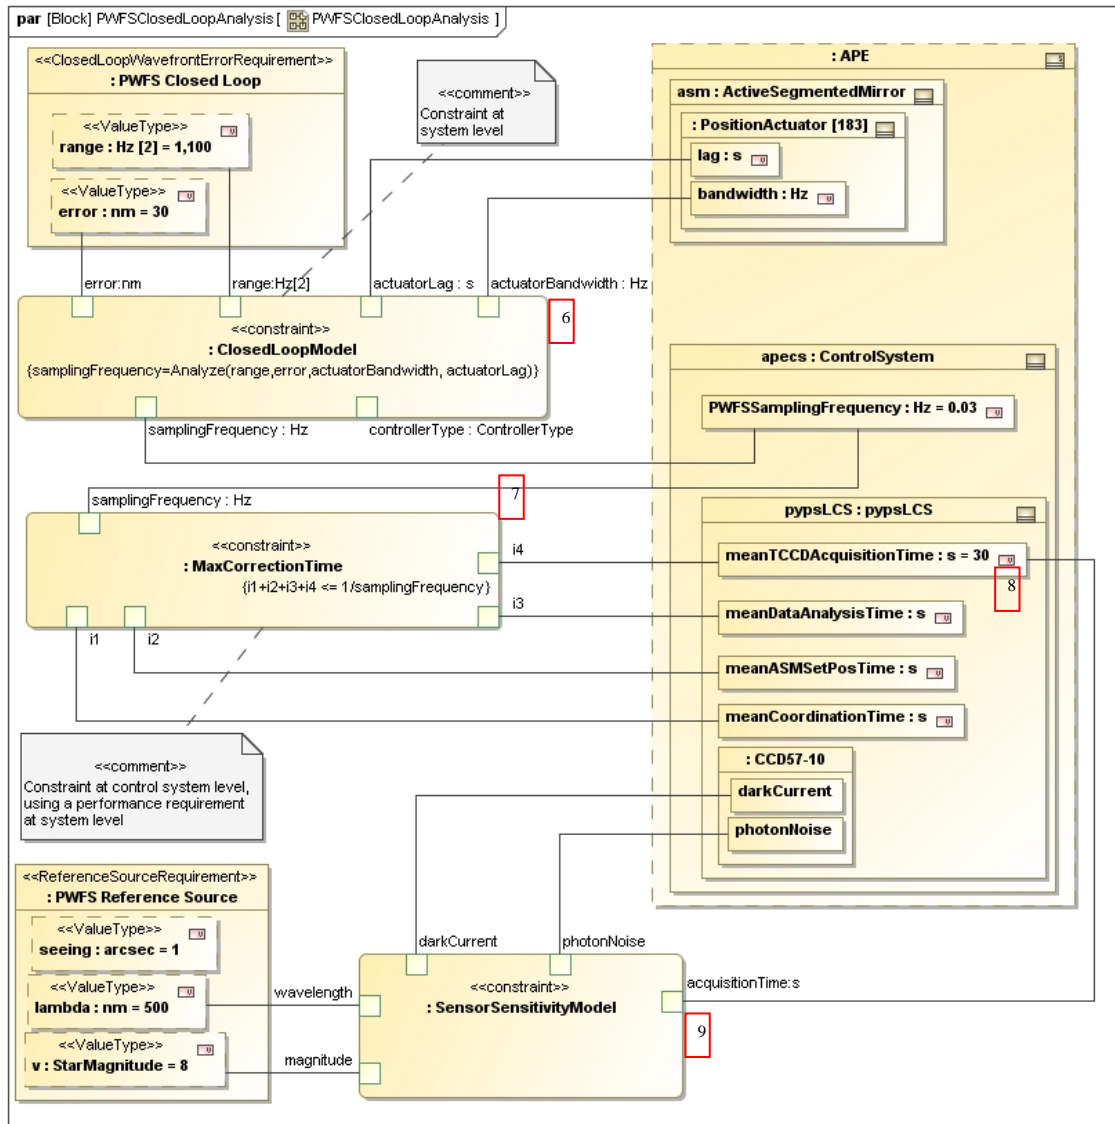 par [Block] PWFSClosedLoopAnalysis [ PWFSClosedLoopAnalysis ]
<<ClosedLoopWavefrontErrorRequirement>>
: PWFS Closed Loop
<<ValueType>>
range : Hz [2] = 1,100
<<ValueType>>
error : nm = 30
<<comment>>
Constraint at
system level
: APE
asm : ActiveSegmentedMirror
: PositionActuator [183]
lag : s
bandwidth : Hz
error:nm
range:Hz[2]
actuatorLag : s
actuatorBandwidth : Hz
6
<<constraint>>
: ClosedLoopModel
{samplingFrequency=Analyze(range,error,actuatorBandwidth, actuatorLag)}
samplingFrequency : Hz
controllerType : ControllerType
apecs : ControlSystem
PWFSSamplingFrequency : Hz = 0.03
samplingFrequency : Hz
7
<<constraint>>
: MaxCorrectionTime
{i1+i2+i3+i4 <= 1/samplingFrequency}
i4
i3
i1
i2
pypsLCS : pypsLCS
meanTCCDAcquisitionTime : s = 30
8
meanDataAnalysisTime : s
meanASMSetPosTime : s
meanCoordinationTime : s
: CCD57-10
darkCurrent
photonNoise
<<comment>>
Constraint at control system level,
using a performance requirement
at system level
<<ReferenceSourceRequirement>>
: PWFS Reference Source
<<ValueType>>
seeing : arcsec = 1
<<ValueType>>
lambda : nm = 500
<<ValueType>>
v : StarMagnitude = 8
wavelength
magnitude
darkCurrent
photonNoise
<<constraint>>
: SensorSensitivityModel
acquisitionTime:s
9